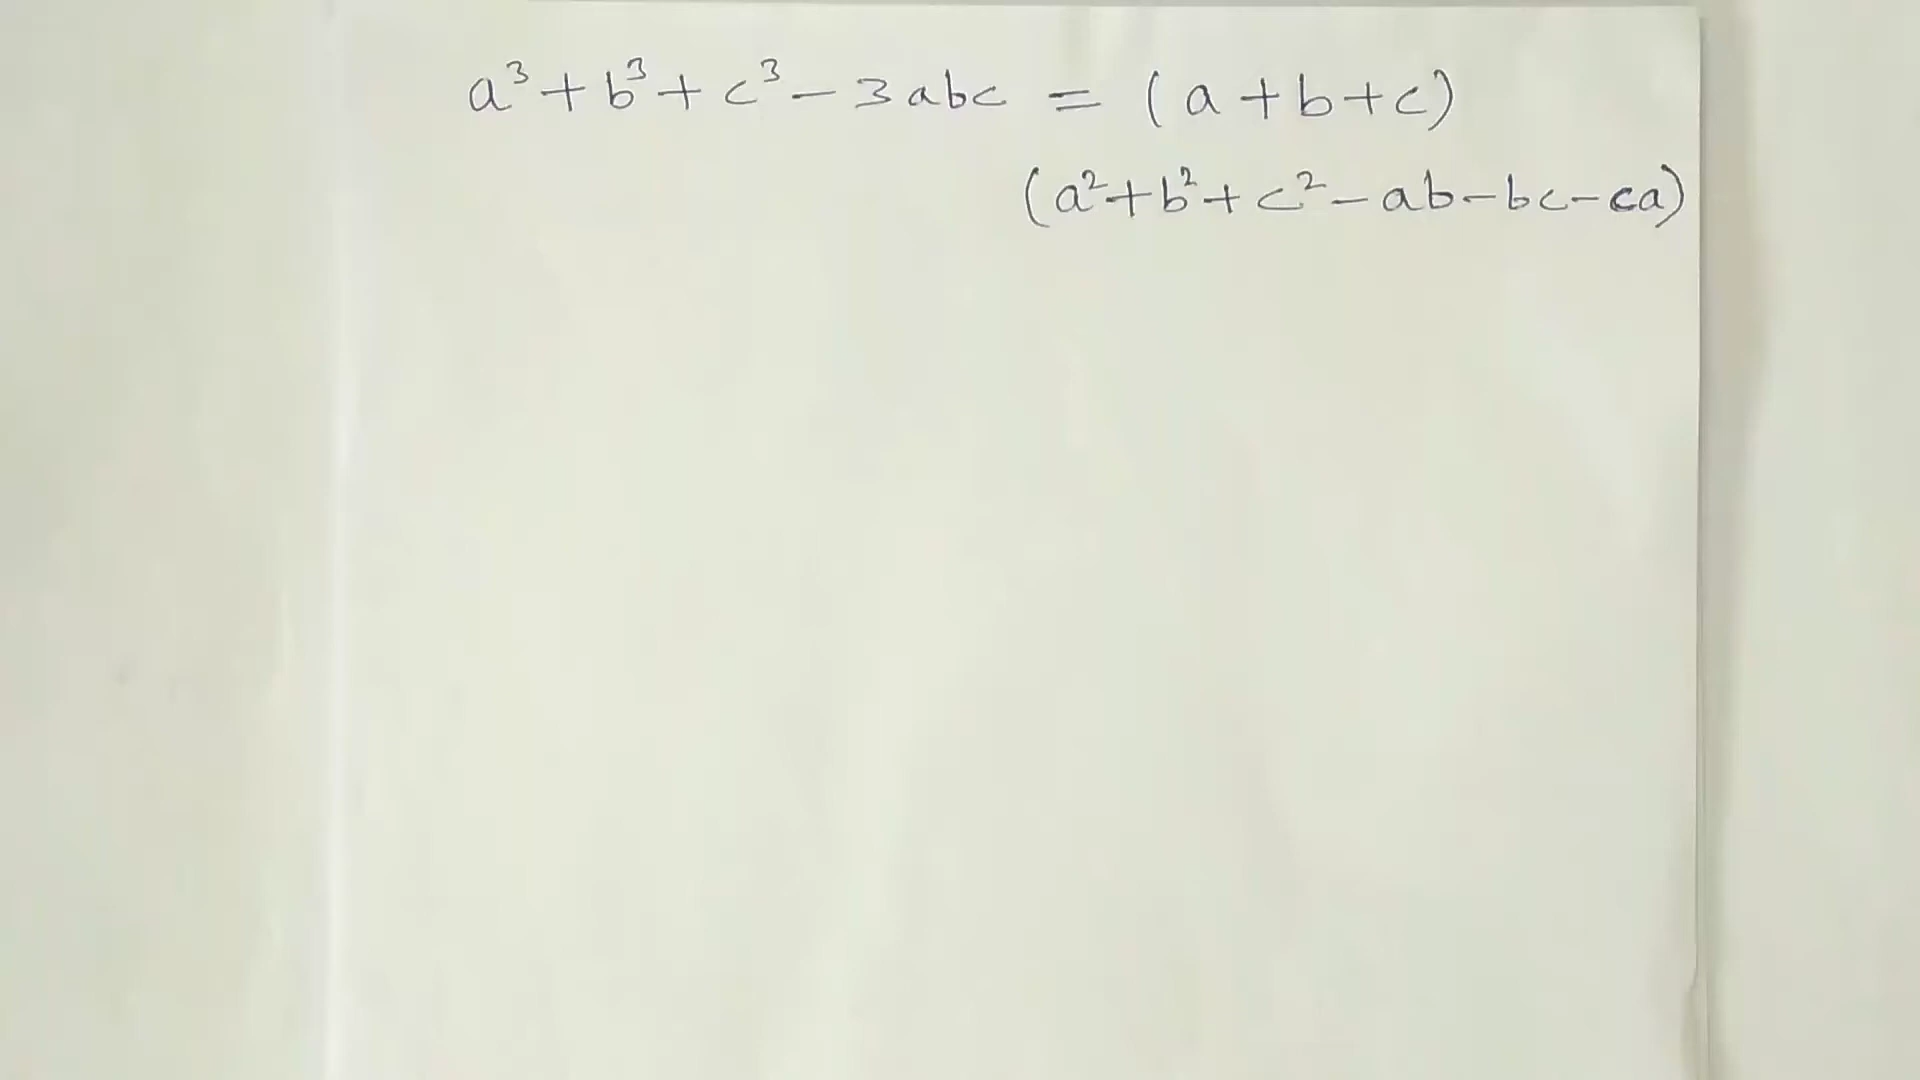 a³ + b³ + c³ - 3abc = (a + b + c)
(a² + b² + c² - ab - bc - ca)